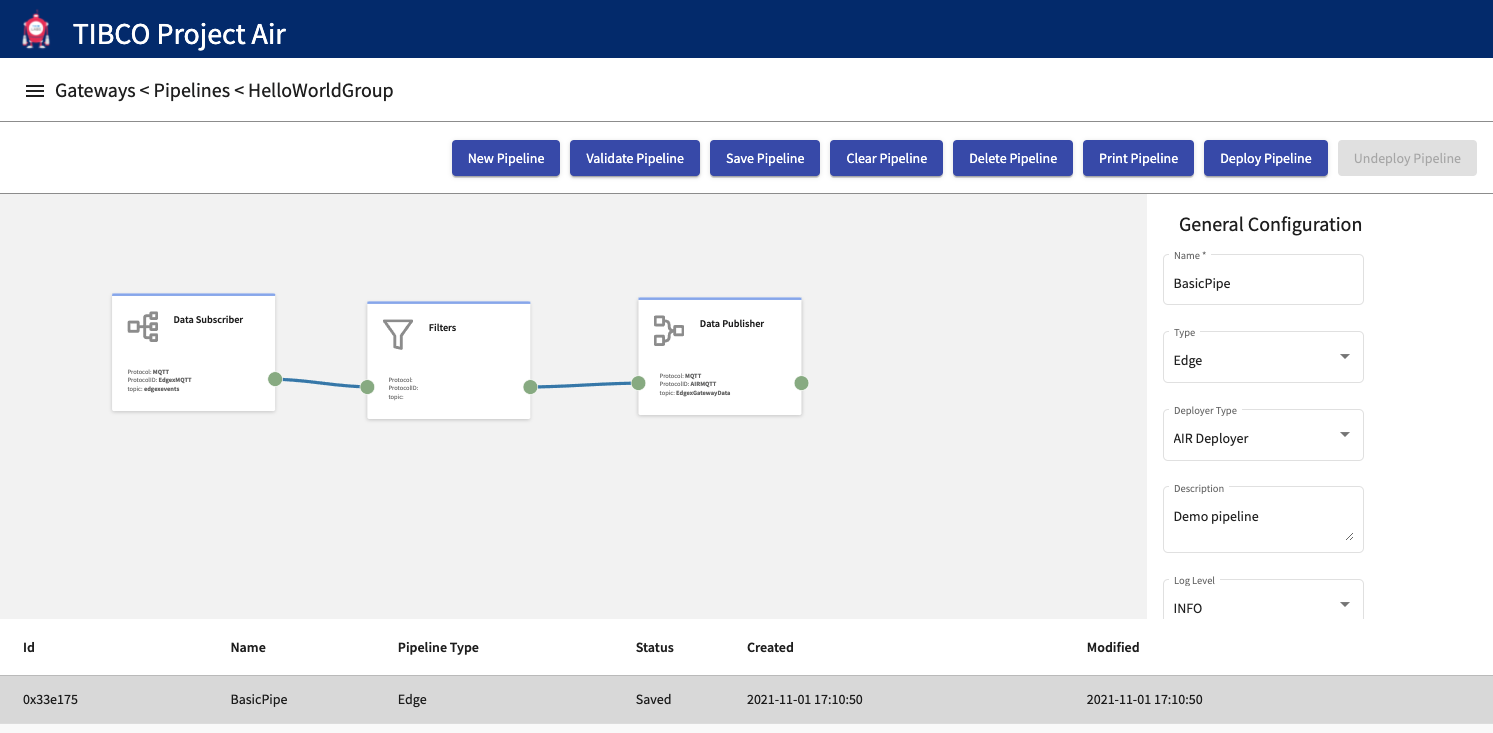 TIBCO Project Air
Gateways < Pipelines < HelloWorldGroup
New Pipeline Validate Pipeline Save Pipeline Clear Pipeline Delete Pipeline Print Pipeline Deploy Pipeline Undeploy Pipeline
Data Subscriber
Protocol: MQTT
ProtocolID: EdgexMQTT
topic: edgexevents
Filters
Protocol:
ProtocolID:
topic:
Data Publisher
Protocol: MQTT
ProtocolID: AIRMQTT
topic: EdgexGatewayData
General Configuration
Name *
BasicPipe
Type
Edge
Deployer Type
AIR Deployer
Description
Demo pipeline
Log Level
INFO
Id Name Pipeline Type Status Created Modified
0x33e175 BasicPipe Edge Saved 2021-11-01 17:10:50 2021-11-01 17:10:50